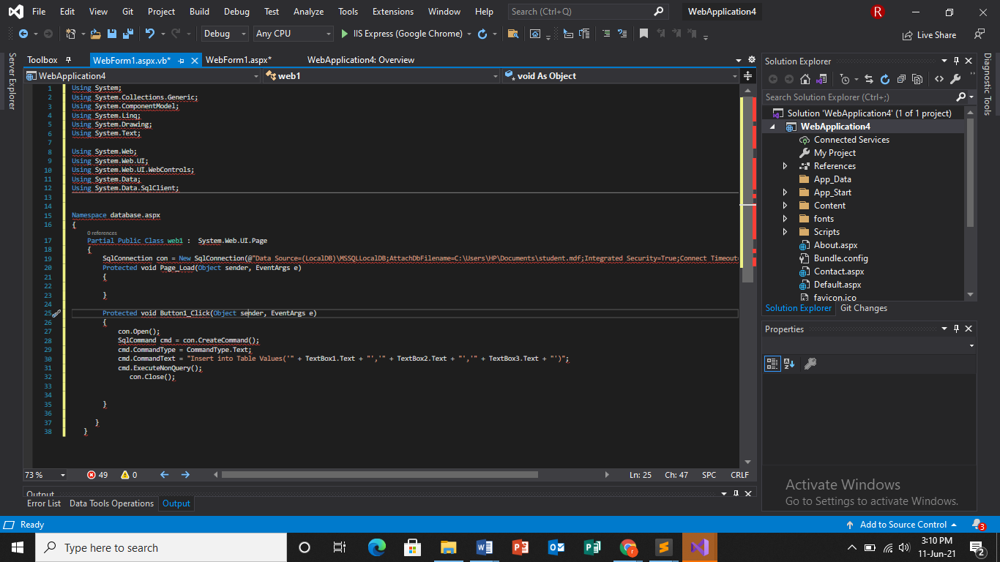 File Edit View Git Project Build Debug Test Analyze Tools Extensions Window Help Search (Ctrl+Q) WebApplication4 R
Debug Any CPU IIS Express (Google Chrome) Live Share
Server Explorer
Toolbox WebForm1.aspx.vb* WebForm1.aspx* WebApplication4: Overview
WebApplication4 web1 void As Object
1 Using System;
2 Using System.Collections.Generic;
3 Using System.ComponentModel;
4 Using System.Linq;
5 Using System.Drawing;
6 Using System.Text;
7
8 Using System.Web;
9 Using System.Web.UI;
10 Using System.Web.UI.WebControls;
11 Using System.Data;
12 Using System.Data.SqlClient;
13
14
15 Namespace database.aspx
16 {
0 references
17 Partial Public Class web1 : System.Web.UI.Page
18 {
19 SqlConnection con = New SqlConnection(@"Data Source=(LocalDB)\MSSQLLocalDB;AttachDbFilename=C:\Users\HP\Documents\student.mdf;Integrated Security=True;Connect Timeout=
20 Protected void Page_Load(Object sender, EventArgs e)
21 {
22
23 }
24
25 Protected void Button1_Click(Object sender, EventArgs e)
26 {
27 con.Open();
28 SqlCommand cmd = con.CreateCommand();
29 cmd.CommandType = CommandType.Text;
30 cmd.CommandText = "Insert into Table Values('" + TextBox1.Text + "','" + TextBox2.Text + "','" + TextBox3.Text + "')";
31 cmd.ExecuteNonQuery();
32 con.Close();
33
34
35 }
36
37 }
38 }
73 % 49 0 Ln: 25 Ch: 47 SPC CRLF
Output
Error List Data Tools Operations Output
Solution Explorer
Search Solution Explorer (Ctrl+;)
Solution 'WebApplication4' (1 of 1 project)
WebApplication4
Connected Services
My Project
References
App_Data
App_Start
Content
fonts
Scripts
About.aspx
Bundle.config
Contact.aspx
Default.aspx
favicon.ico
Solution Explorer Git Changes
Properties
Diagnostic Tools
Activate Windows
Go to Settings to activate Windows.
Ready Add to Source Control 3
Type here to search 3:10 PM
11-Jun-21 2